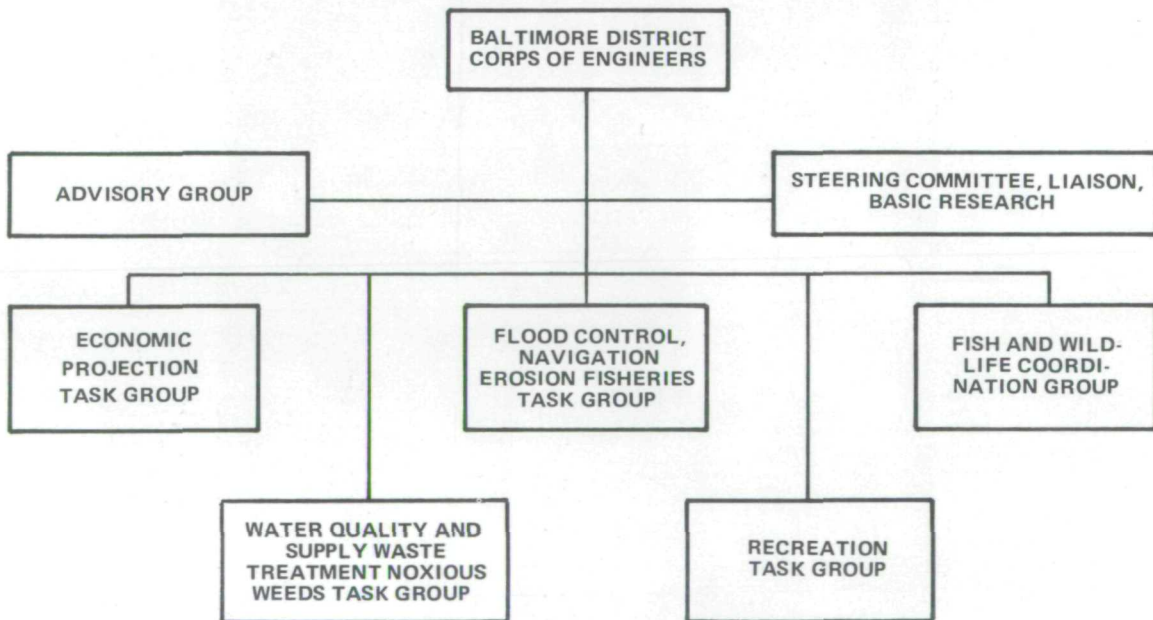 BALTIMORE DISTRICT
CORPS OF ENGINEERS
ADVISORY GROUP
STEERING COMMITTEE, LIAISON,
BASIC RESEARCH
ECONOMIC
PROJECTION
TASK GROUP
FLOOD CONTROL,
NAVIGATION
EROSION FISHERIES
TASK GROUP
FISH AND WILD-
LIFE COORDI-
NATION GROUP
WATER QUALITY AND
SUPPLY WASTE
TREATMENT NOXIOUS
WEEDS TASK GROUP
RECREATION
TASK GROUP